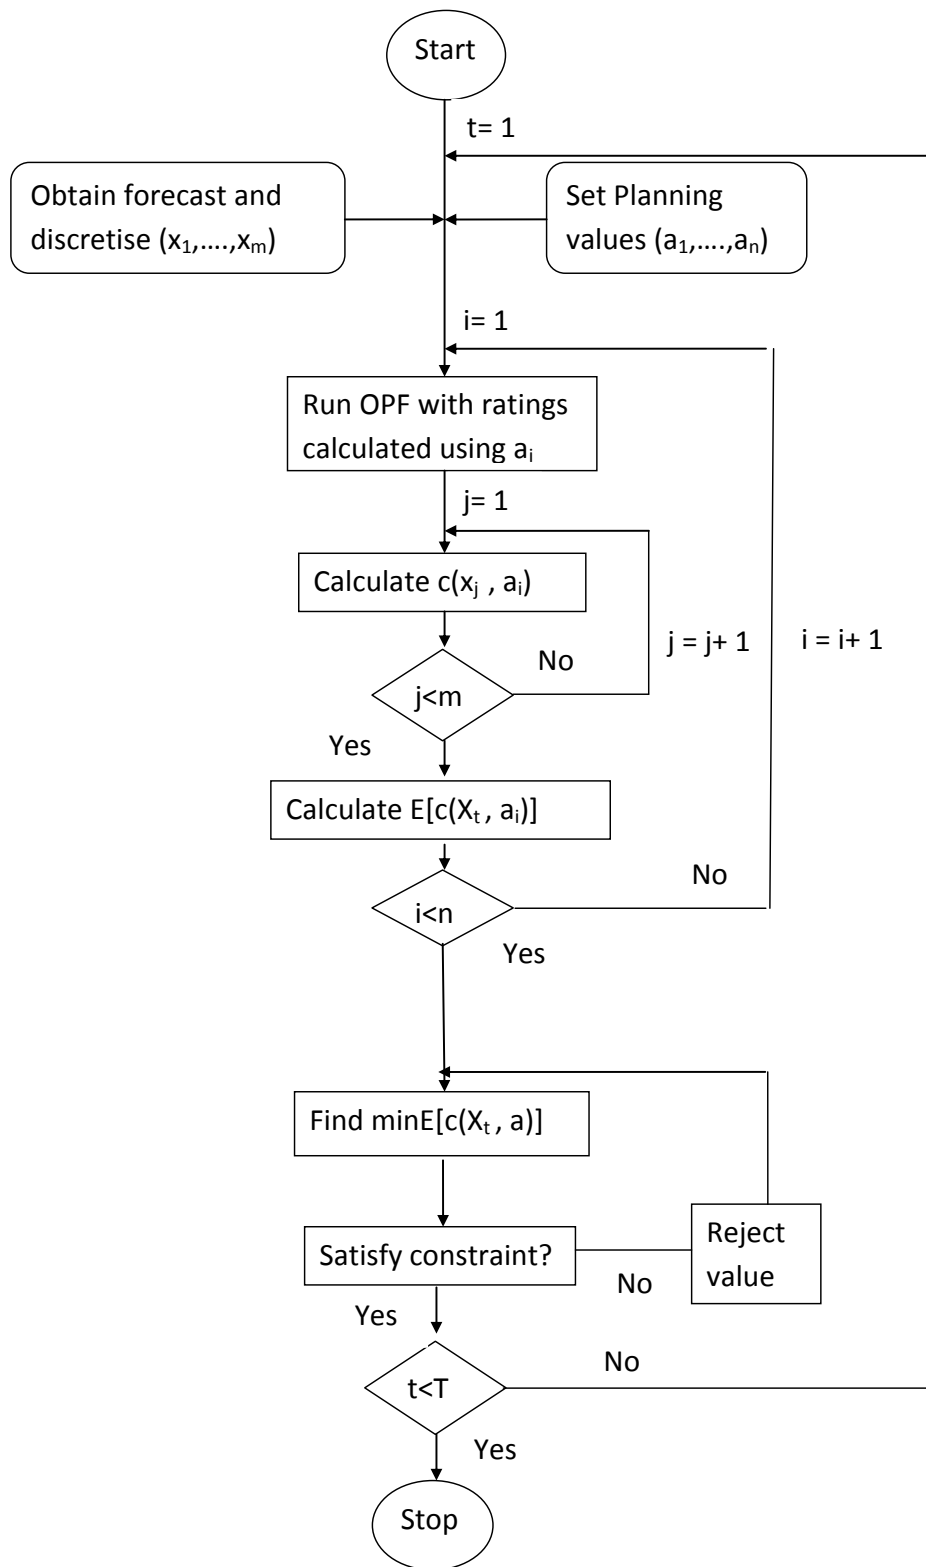 Start
t= 1
Obtain forecast and
discretise (x₁,....,xₘ)
Set Planning
values (a₁,....,aₙ)
i= 1
Run OPF with ratings
calculated using aᵢ
j= 1
Calculate c(xⱼ , aᵢ)
j = j+ 1
i = i+ 1
No
j<m
Yes
Calculate E[c(Xₜ , aᵢ)]
No
i<n
Yes
Find minE[c(Xₜ , a)]
Reject
value
Satisfy constraint?
No
Yes
No
t<T
Yes
Stop